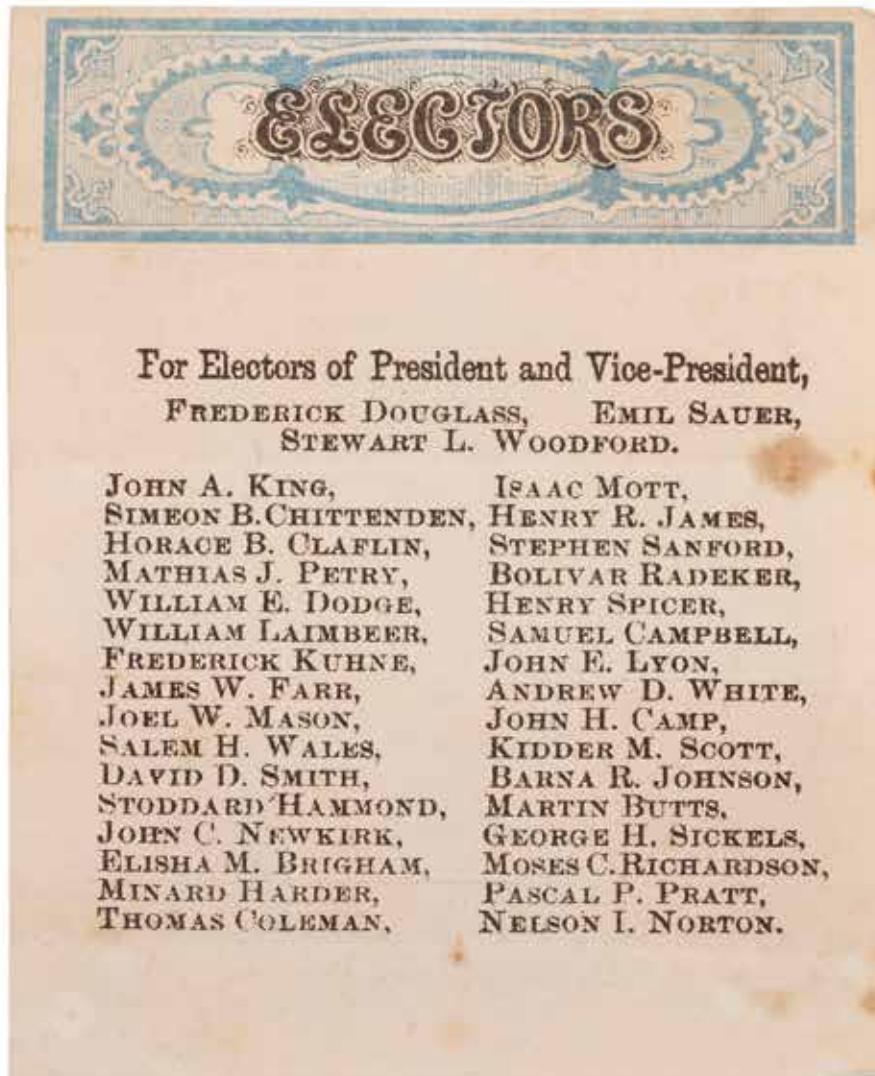 ELECTORS
For Electors of President and Vice-President,
FREDERICK DOUGLASS, EMIL SAUER,
STEWART L. WOODFORD.
JOHN A. KING,
SIMEON B. CHITTENDEN,
HORACE B. CLAFLIN,
MATHIAS J. PETRY,
WILLIAM E. DODGE,
WILLIAM LAIMBEER,
FREDERICK KUHNE,
JAMES W. FARR,
JOEL W. MASON,
SALEM H. WALES,
DAVID D. SMITH,
STODDARD HAMMOND,
JOHN C. NEWKIRK,
ELISHA M. BRIGHAM,
MINARD HARDER,
THOMAS COLEMAN,
ISAAC MOTT,
HENRY R. JAMES,
STEPHEN SANFORD,
BOLIVAR RADEKER,
HENRY SPICER,
SAMUEL CAMPBELL,
JOHN E. LYON,
ANDREW D. WHITE,
JOHN H. CAMP,
KIDDER M. SCOTT,
BARNA R. JOHNSON,
MARTIN BUTTS,
GEORGE H. SICKELS,
MOSES C. RICHARDSON,
PASCAL P. PRATT,
NELSON I. NORTON.